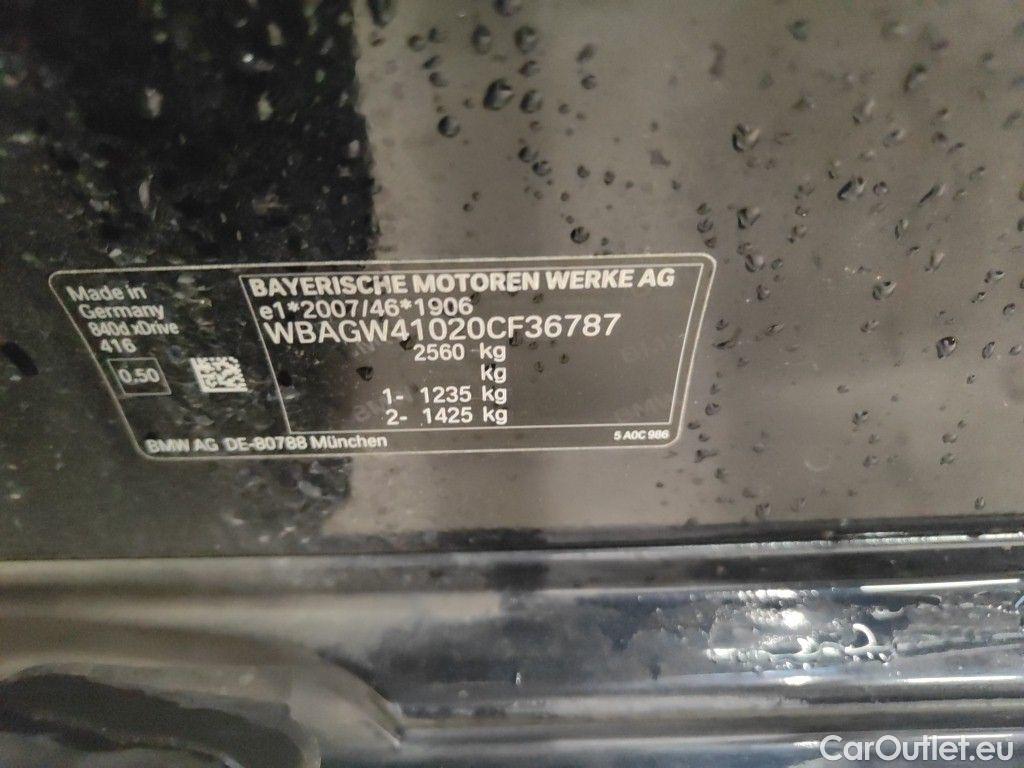 Made in
Germany
840d xDrive
416
0.50
BAYERISCHE MOTOREN WERKE AG
e1*2007/46*1906
WBAGW41020CF36787
2560 kg
kg
1- 1235 kg
2- 1425 kg
BMW AG DE-80788 München
5 A0C 986
CarOutlet.eu